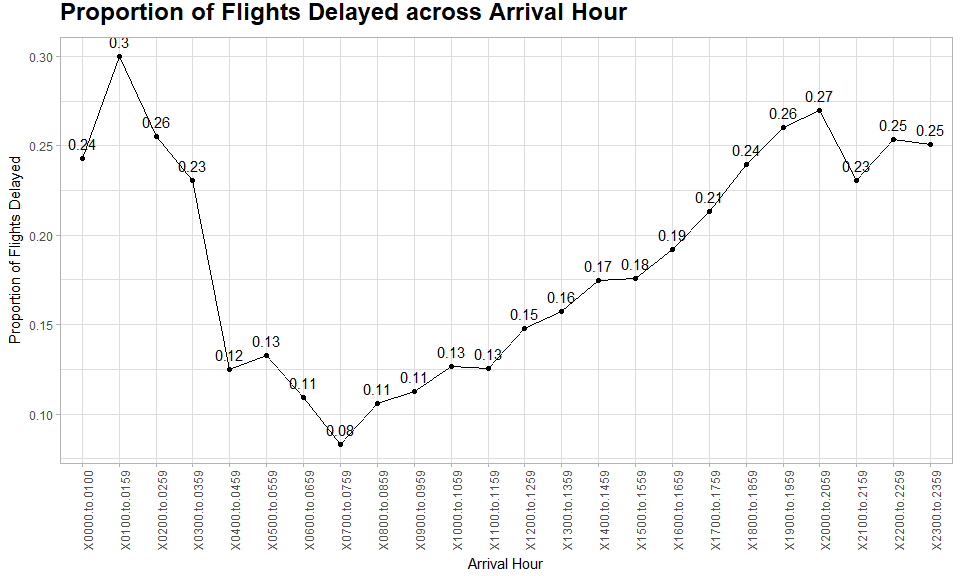 Proportion of Flights Delayed across Arrival Hour
Proportion of Flights Delayed
0.30
0.25
0.20
0.15
0.10
0.24
0.3
0.26
0.23
0.12
0.13
0.11
0.08
0.11
0.11
0.13
0.13
0.15
0.16
0.17
0.18
0.19
0.21
0.24
0.26
0.27
0.23
0.25
0.25
X0000.to.0100
X0100.to.0159
X0200.to.0259
X0300.to.0359
X0400.to.0459
X0500.to.0559
X0600.to.0659
X0700.to.0759
X0800.to.0859
X0900.to.0959
X1000.to.1059
X1100.to.1159
X1200.to.1259
X1300.to.1359
X1400.to.1459
X1500.to.1559
X1600.to.1659
X1700.to.1759
X1800.to.1859
X1900.to.1959
X2000.to.2059
X2100.to.2159
X2200.to.2259
X2300.to.2359
Arrival Hour